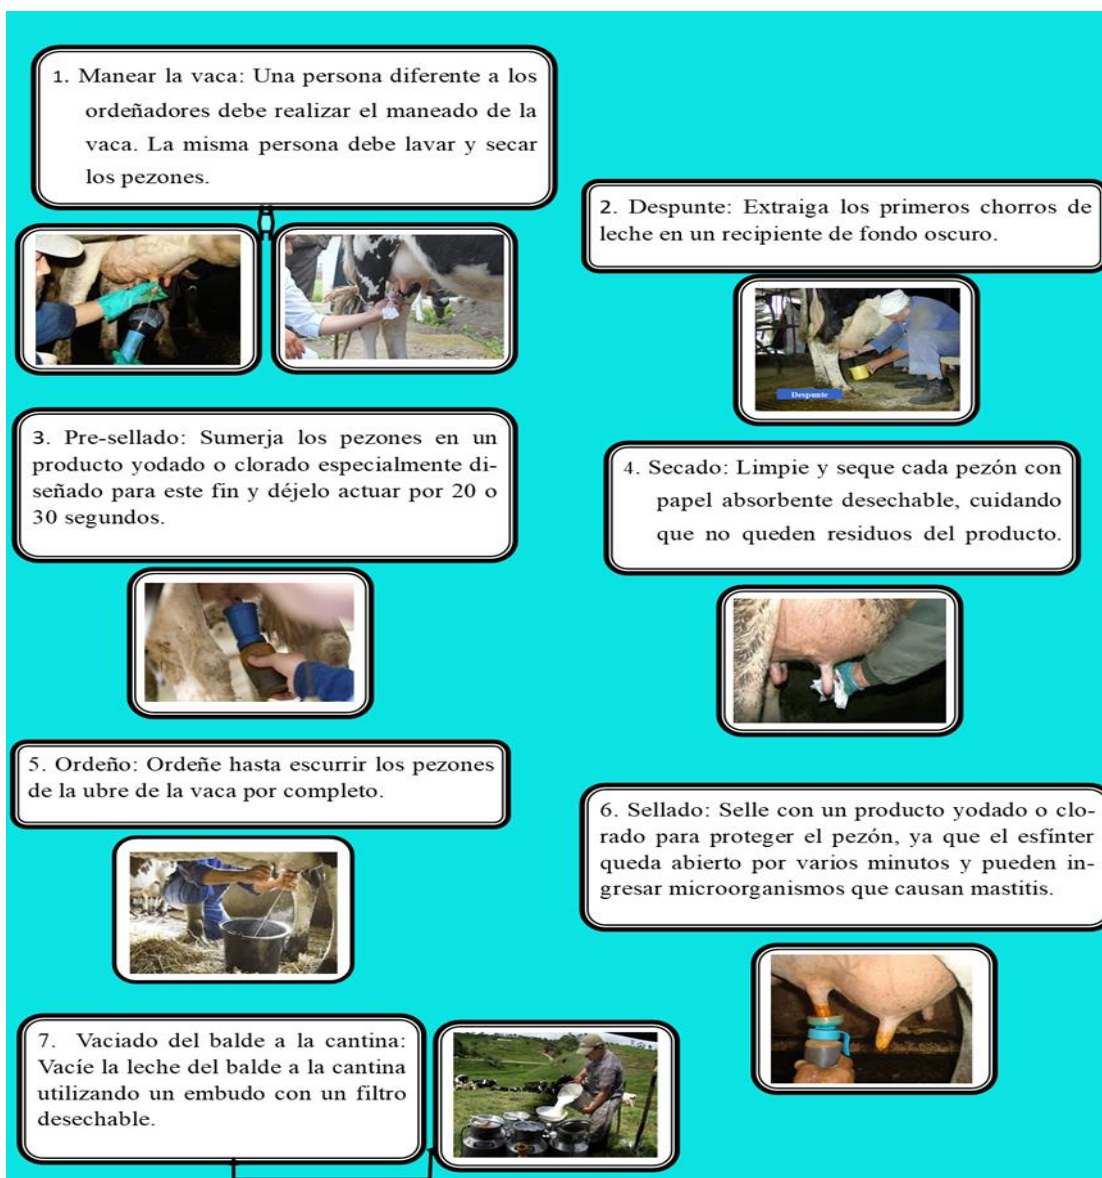 1. Manear la vaca: Una persona diferente a los
ordeñadores debe realizar el maneado de la
vaca. La misma persona debe lavar y secar
los pezones.
2. Despunte: Extraiga los primeros chorros de
leche en un recipiente de fondo oscuro.
Despunte
3. Pre-sellado: Sumerja los pezones en un
producto yodado o clorado especialmente di-
señado para este fin y déjelo actuar por 20 o
30 segundos.
4. Secado: Limpie y seque cada pezón con
papel absorbente desechable, cuidando
que no queden residuos del producto.
5. Ordeño: Ordeñe hasta escurrir los pezones
de la ubre de la vaca por completo.
6. Sellado: Selle con un producto yodado o clo-
rado para proteger el pezón, ya que el esfínter
queda abierto por varios minutos y pueden in-
gresar microorganismos que causan mastitis.
7. Vaciado del balde a la cantina:
Vacíe la leche del balde a la cantina
utilizando un embudo con un filtro
desechable.